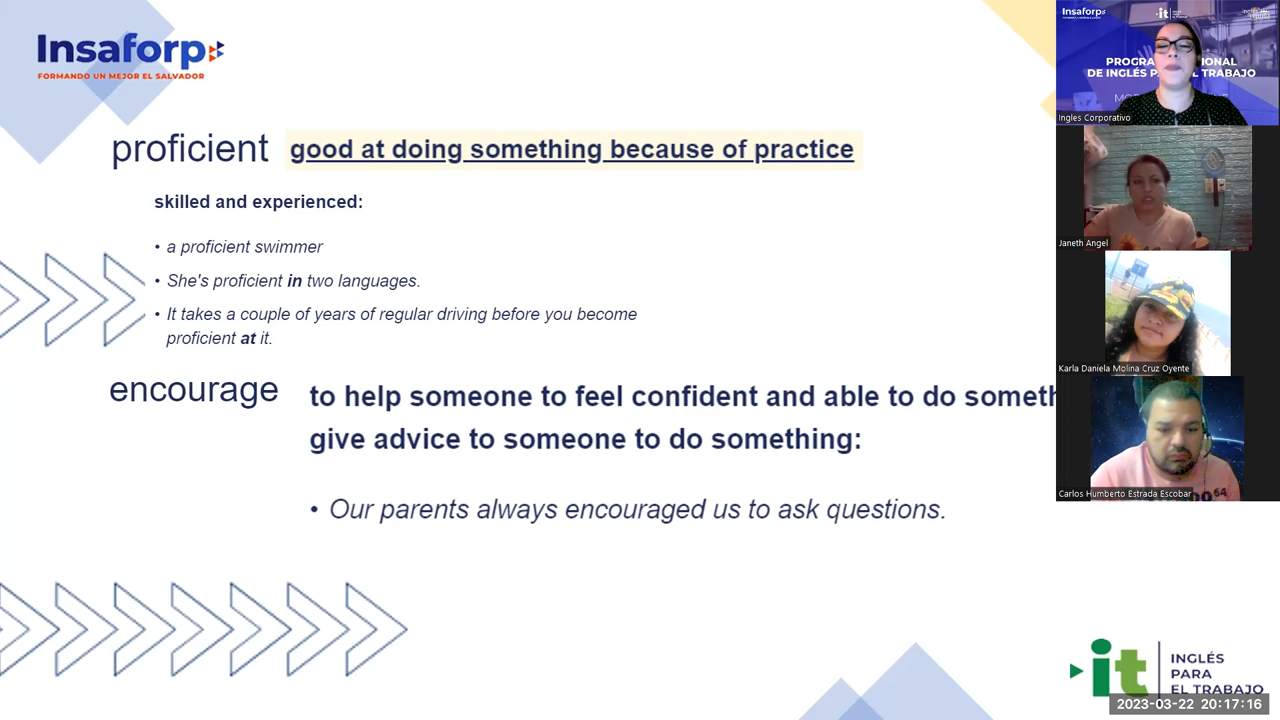 Insaforp
FORMANDO UN MEJOR EL SALVADOR
proficient good at doing something because of practice
skilled and experienced:
• a proficient swimmer
• She's proficient in two languages.
• It takes a couple of years of regular driving before you become
proficient at it.
encourage to help someone to feel confident and able to do
give advice to someone to do something:
• Our parents always encouraged us to ask questions.
Insaforp
it
DE INGLÉS EL TRABAJO
Ingles Corporativo
Janeth Angel
Karla Daniela Molina Cruz Oyente
Carlos Humberto Estrada Escobar
it INGLÉS
PARA
EL TRABAJO
2023-03-22 20:17:16